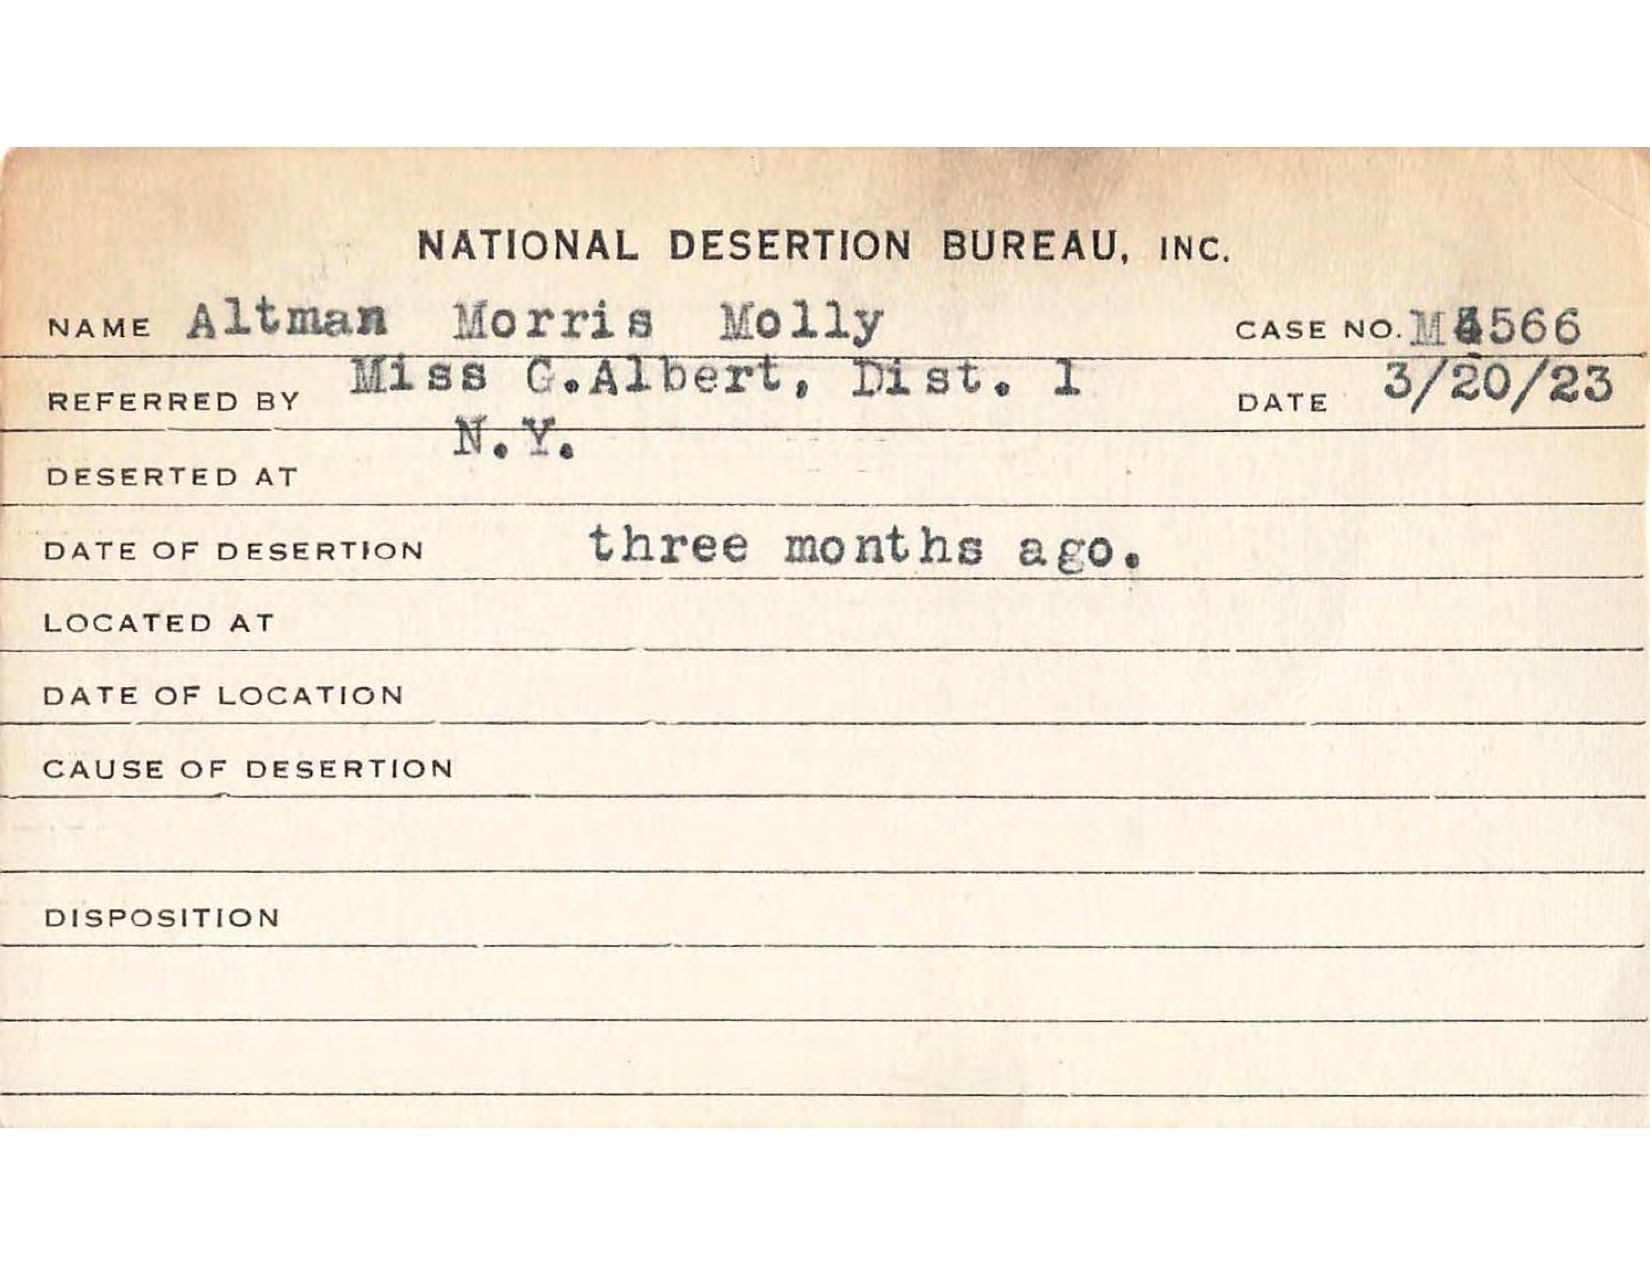 NATIONAL DESERTION BUREAU, INC.
NAME Altman Morris Molly CASE NO.
REFERRED BY Miss G.Albert, Dist. 1 DATE 3/20/23
DESERTED AT N.Y.
DATE OF DESERTION three months ago.
LOCATED AT
DATE OF LOCATION
CAUSE OF DESERTION
DISPOSITION